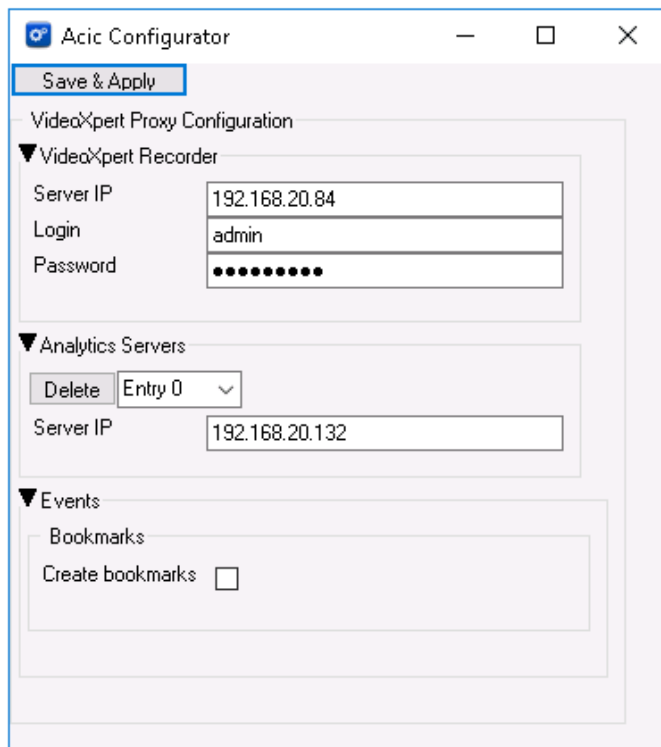 Acic Configurator
Save & Apply
VideoXpert Proxy Configuration
VideoXpert Recorder
Server IP 192.168.20.84
Login admin
Password ●●●●●●●●●
Analytics Servers
Delete Entry 0
Server IP 192.168.20.132
Events
Bookmarks
Create bookmarks